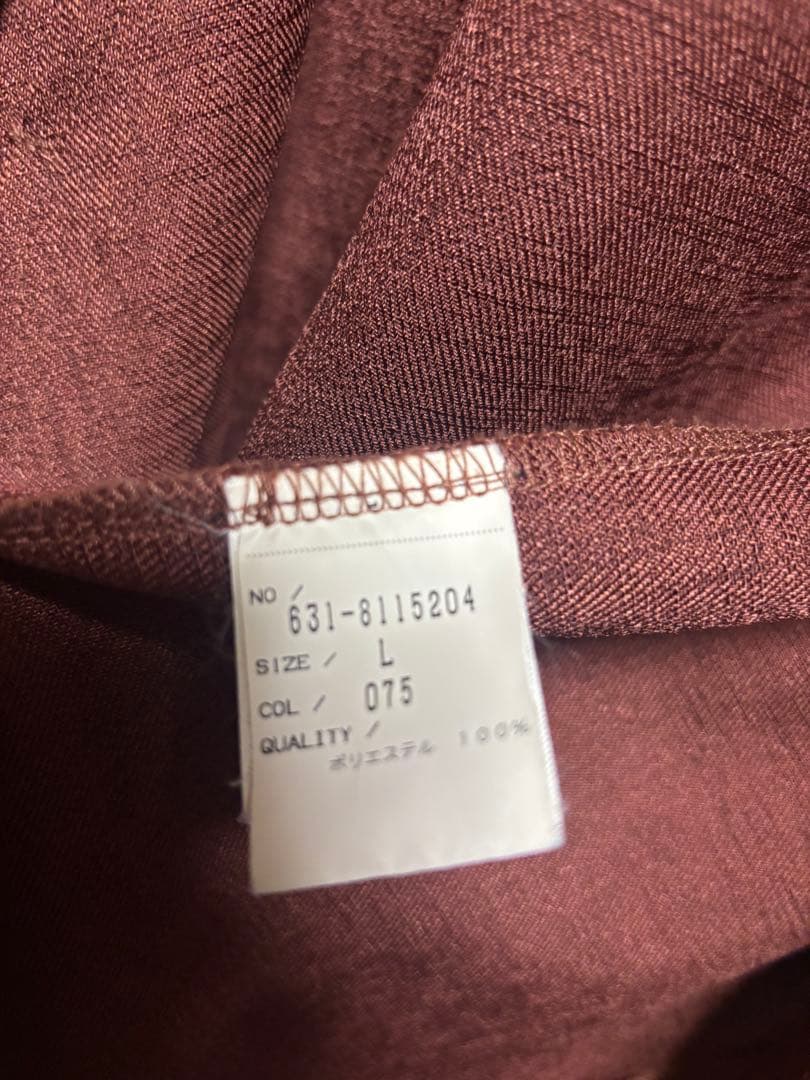 NO /
631-8115204
SIZE / L
COL / 075
QUALITY /
ポリエステル 100%